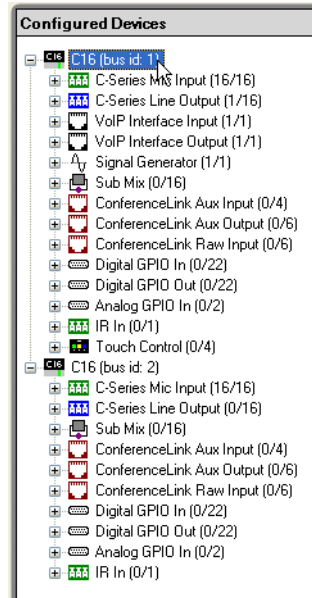 Configured Devices
C16 C16 (bus id: 1)
C-Series Mic Input (16/16)
C-Series Line Output (1/16)
VoIP Interface Input (1/1)
VoIP Interface Output (1/1)
Signal Generator (1/1)
Sub Mix (0/16)
ConferenceLink Aux Input (0/4)
ConferenceLink Aux Output (0/6)
ConferenceLink Raw Input (0/6)
Digital GPIO In (0/22)
Digital GPIO Out (0/22)
Analog GPIO In (0/2)
IR In (0/1)
Touch Control (0/4)
C16 C16 (bus id: 2)
C-Series Mic Input (16/16)
C-Series Line Output (0/16)
Sub Mix (0/16)
ConferenceLink Aux Input (0/4)
ConferenceLink Aux Output (0/6)
ConferenceLink Raw Input (0/6)
Digital GPIO In (0/22)
Digital GPIO Out (0/22)
Analog GPIO In (0/2)
IR In (0/1)